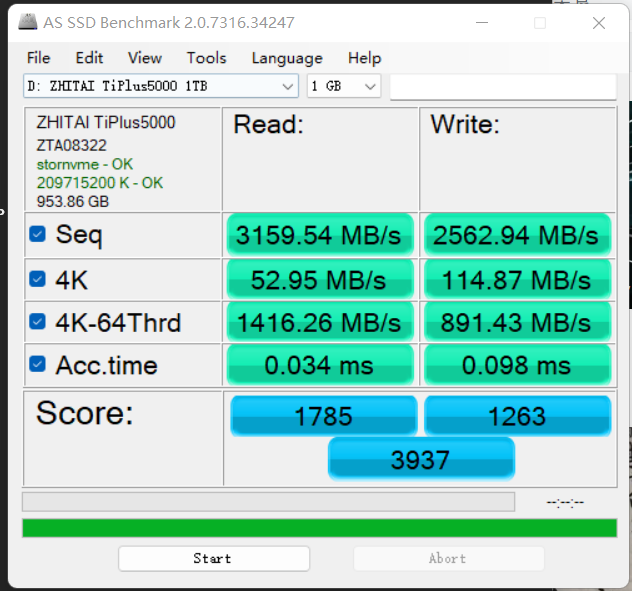 AS SSD Benchmark 2.0.7316.34247
File Edit View Tools Language Help
D: ZHITAI TiPlus5000 1TB 1 GB
ZHITAI TiPlus5000
ZTA08322
stornvme - OK
209715200 K - OK
953.86 GB
Read: Write:
Seq 3159.54 MB/s 2562.94 MB/s
4K 52.95 MB/s 114.87 MB/s
4K-64Thrd 1416.26 MB/s 891.43 MB/s
Acc.time 0.034 ms 0.098 ms
Score: 1785 1263
3937
--:--:--
Start Abort